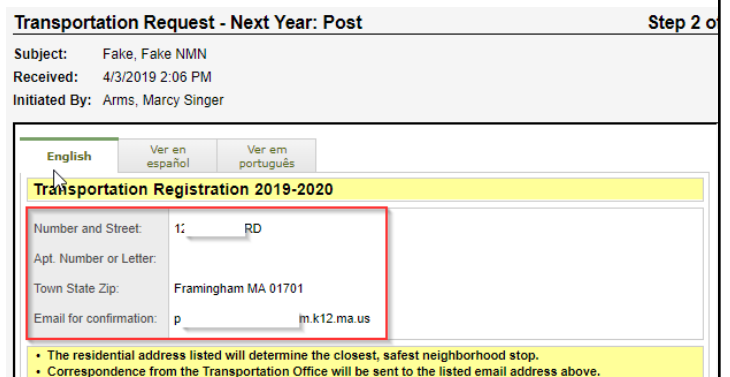 Transportation Request - Next Year: Post Step 2 o
Subject: Fake, Fake NMN
Received: 4/3/2019 2:06 PM
Initiated By: Arms, Marcy Singer
English Ver en español Ver em português
Transportation Registration 2019-2020
Number and Street: 12 RD
Apt. Number or Letter:
Town State Zip: Framingham MA 01701
Email for confirmation: p m.k12.ma.us
• The residential address listed will determine the closest, safest neighborhood stop.
• Correspondence from the Transportation Office will be sent to the listed email address above.